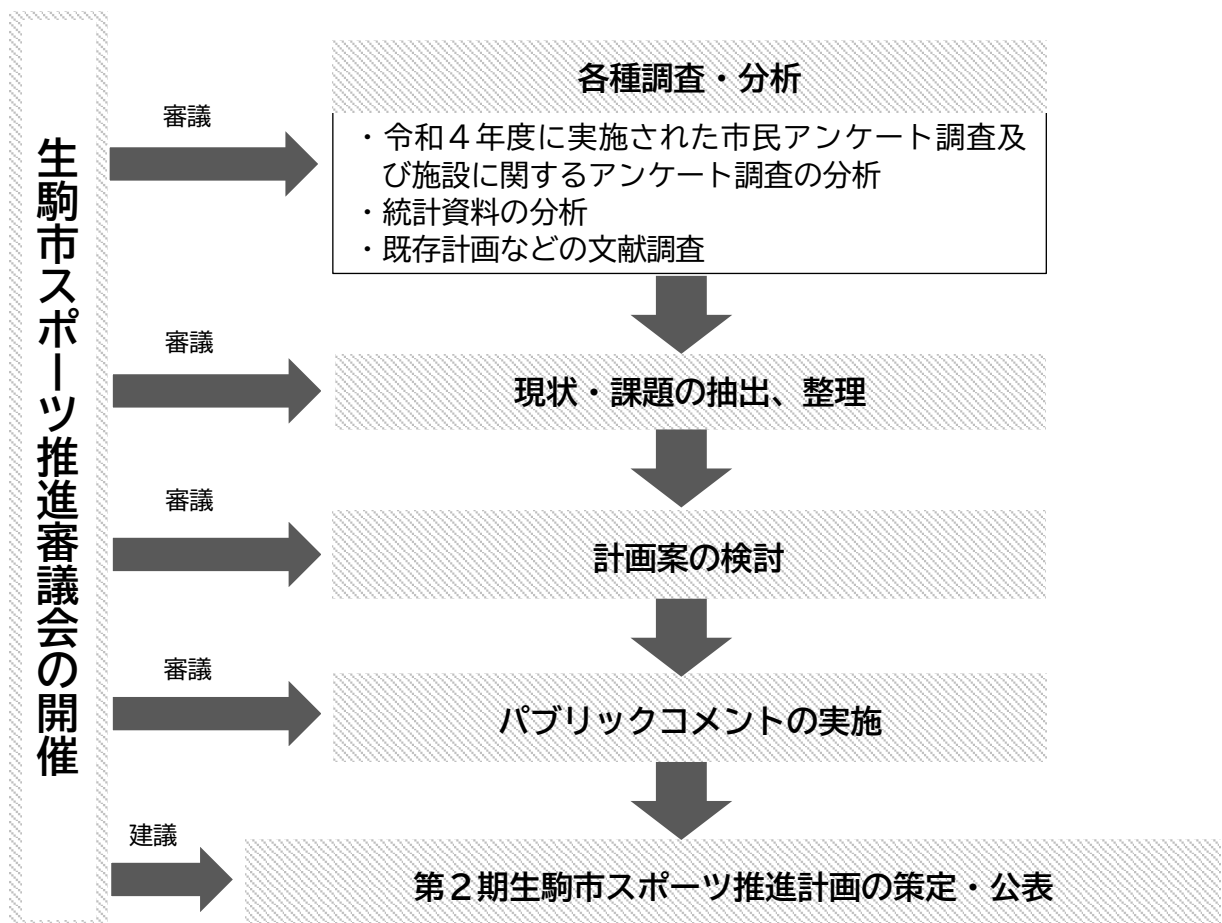 生駒市スポーツ推進審議会の開催
各種調査・分析
審議
・令和４年度に実施された市民アンケート調査及
び施設に関するアンケート調査の分析
・統計資料の分析
・既存計画などの文献調査
審議
現状・課題の抽出、整理
審議
計画案の検討
審議
パブリックコメントの実施
建議
第２期生駒市スポーツ推進計画の策定・公表